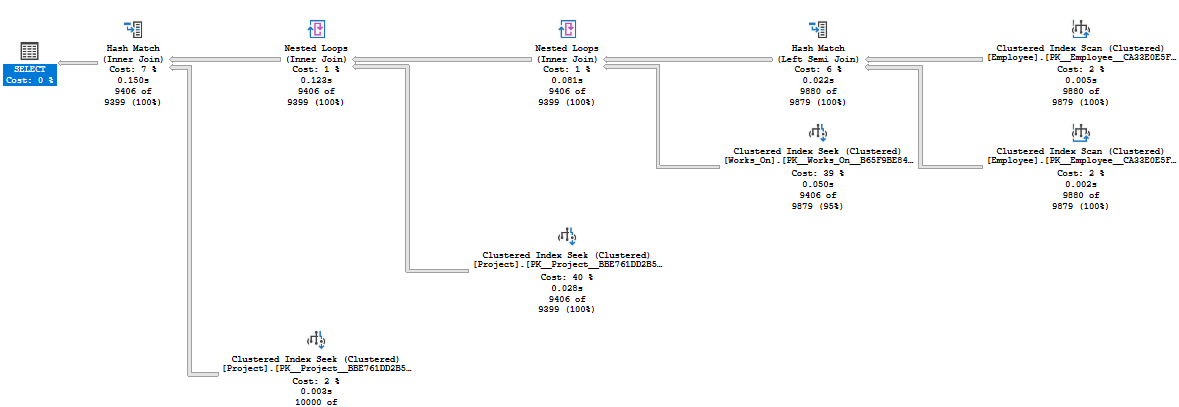 SELECT
Cost: 0 %
Hash Match
(Inner Join)
Cost: 7 %
0.150s
9406 of
9399 (100%)
Nested Loops
(Inner Join)
Cost: 1 %
0.123s
9406 of
9399 (100%)
Nested Loops
(Inner Join)
Cost: 1 %
0.081s
9406 of
9399 (100%)
Hash Match
(Left Semi Join)
Cost: 6 %
0.022s
9880 of
9879 (100%)
Clustered Index Scan (Clustered)
[Employee].[PK__Employee__CA33E0E5F…
Cost: 2 %
0.005s
9880 of
9879 (100%)
Clustered Index Seek (Clustered)
[Works_On].[PK__Works_On__B65F9BE84…
Cost: 39 %
0.050s
9406 of
9879 (95%)
Clustered Index Scan (Clustered)
[Employee].[PK__Employee__CA33E0E5F…
Cost: 2 %
0.002s
9880 of
9879 (100%)
Clustered Index Seek (Clustered)
[Project].[PK__Project__BBE761DD2B5…
Cost: 40 %
0.028s
9406 of
9399 (100%)
Clustered Index Seek (Clustered)
[Project].[PK__Project__BBE761DD2B5…
Cost: 2 %
0.003s
10000 of